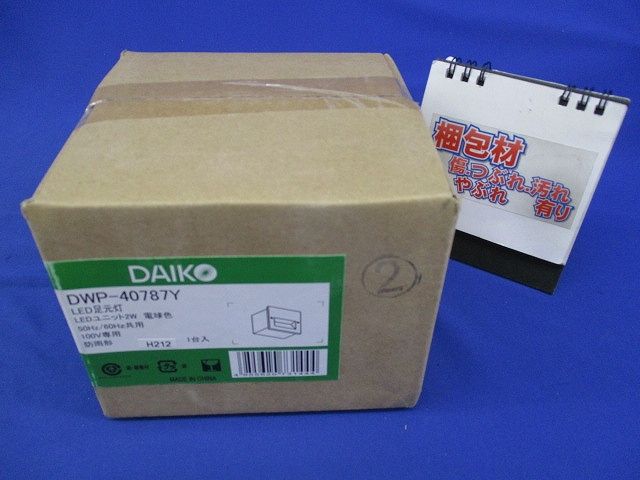 DAIKO
DWP-40787Y
LED足元灯
LEDユニット2W 電球色
50Hz/60Hz共用
100V専用
防雨形
H212 1台入
MADE IN CHINA
②
梱包材
傷・つぶれ・汚れ
やぶれ 有り